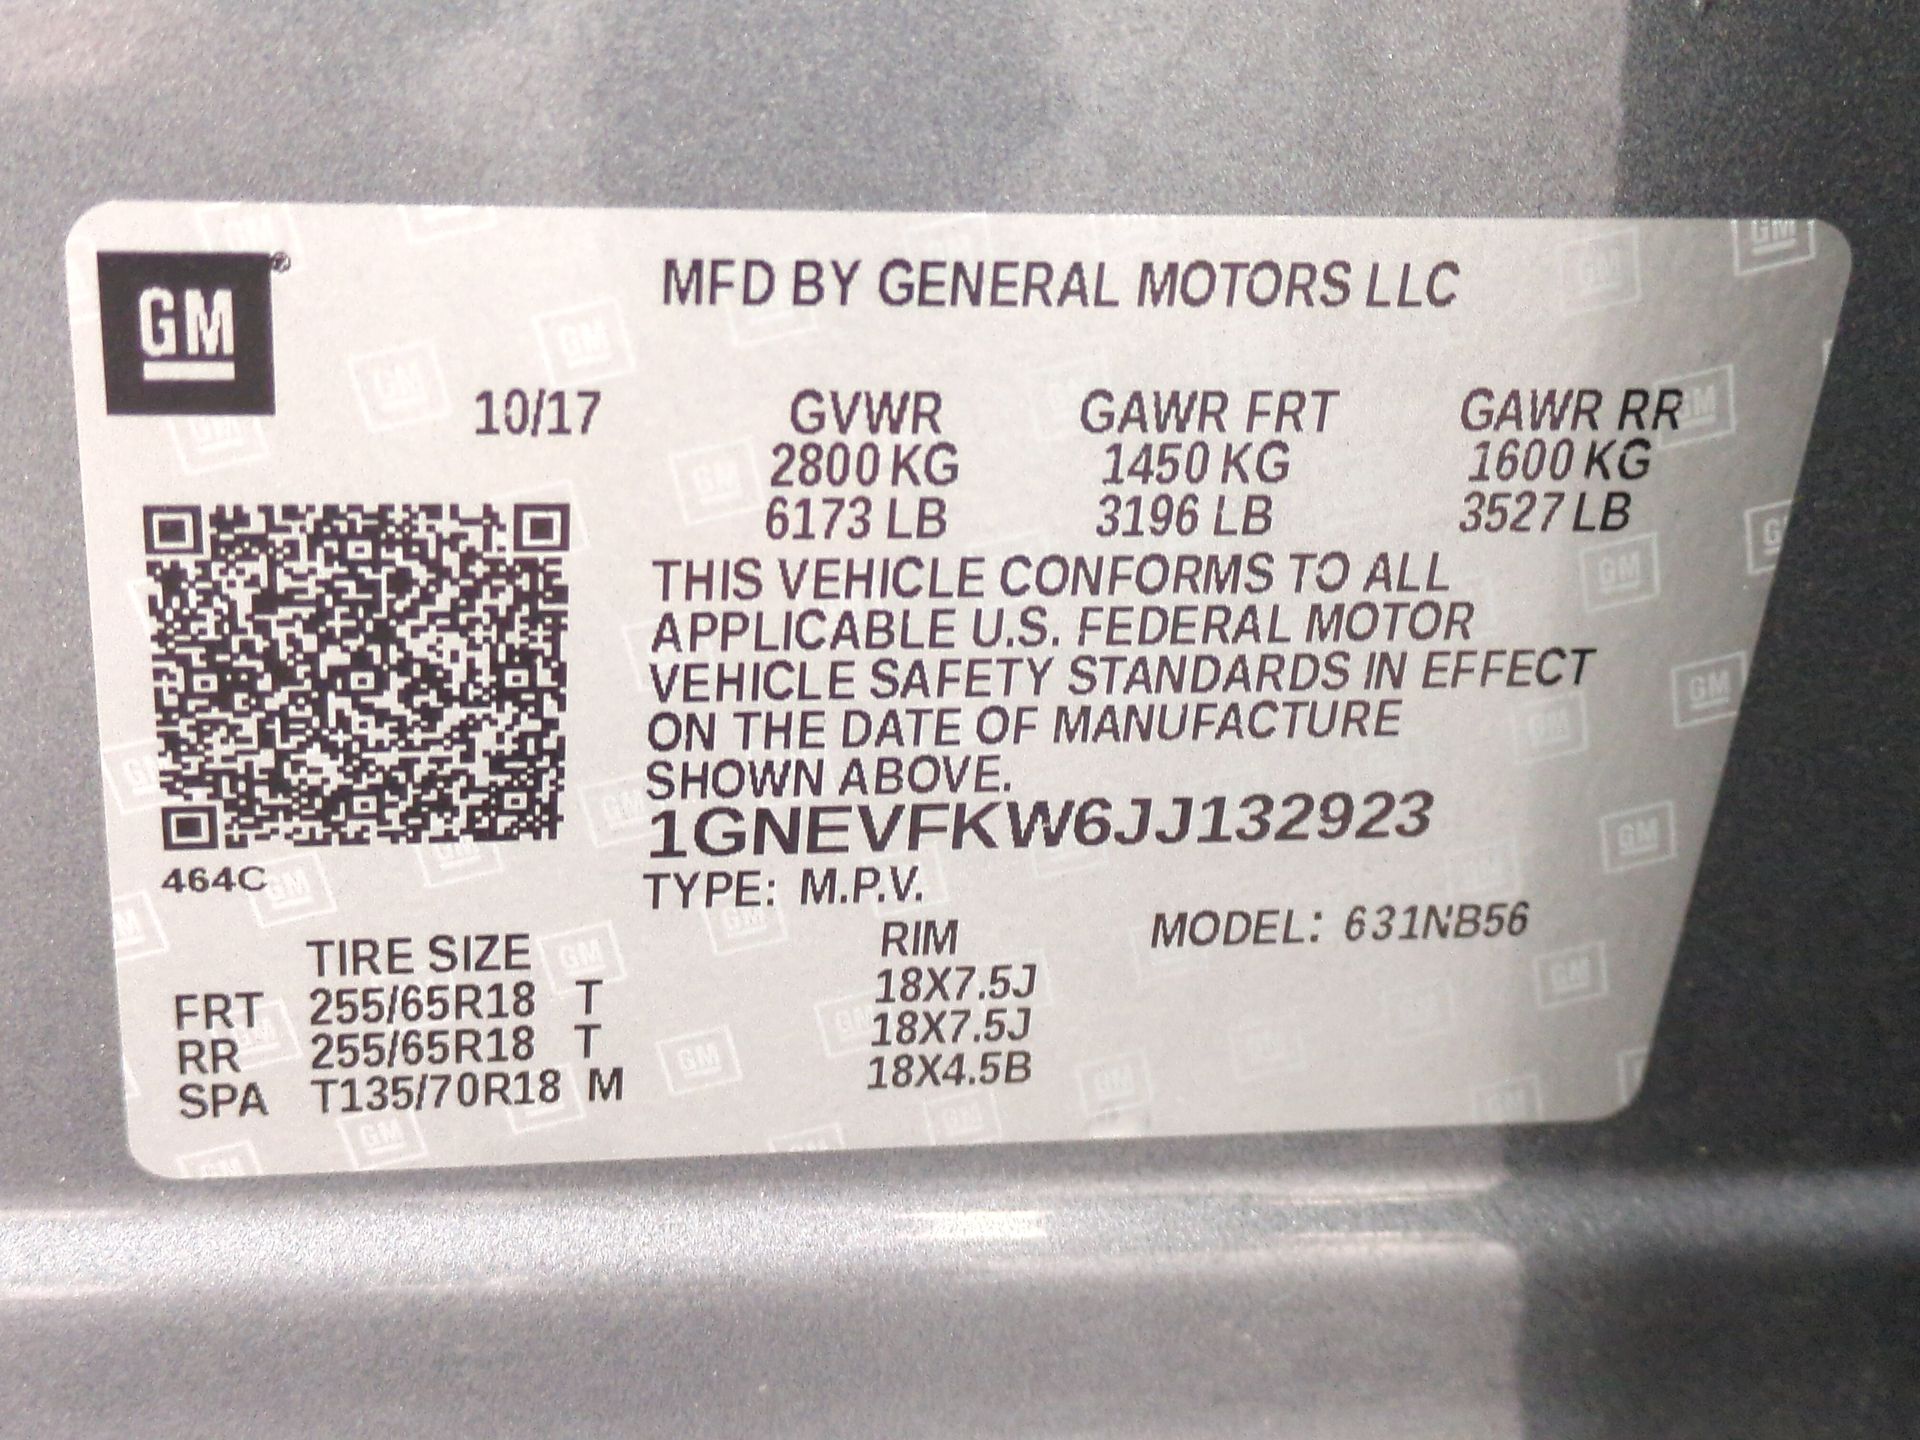 GM®
MFD BY GENERAL MOTORS LLC
10/17 GVWR GAWR FRT GAWR RR
2800 KG 1450 KG 1600 KG
6173 LB 3196 LB 3527 LB
THIS VEHICLE CONFORMS TO ALL
APPLICABLE U.S. FEDERAL MOTOR
VEHICLE SAFETY STANDARDS IN EFFECT
ON THE DATE OF MANUFACTURE
SHOWN ABOVE.
1GNEVFKW6JJ132923
464C
TYPE: M.P.V.
MODEL: 631NB56
TIRE SIZE RIM
FRT 255/65R18 T 18X7.5J
RR 255/65R18 T 18X7.5J
SPA T135/70R18 M 18X4.5B